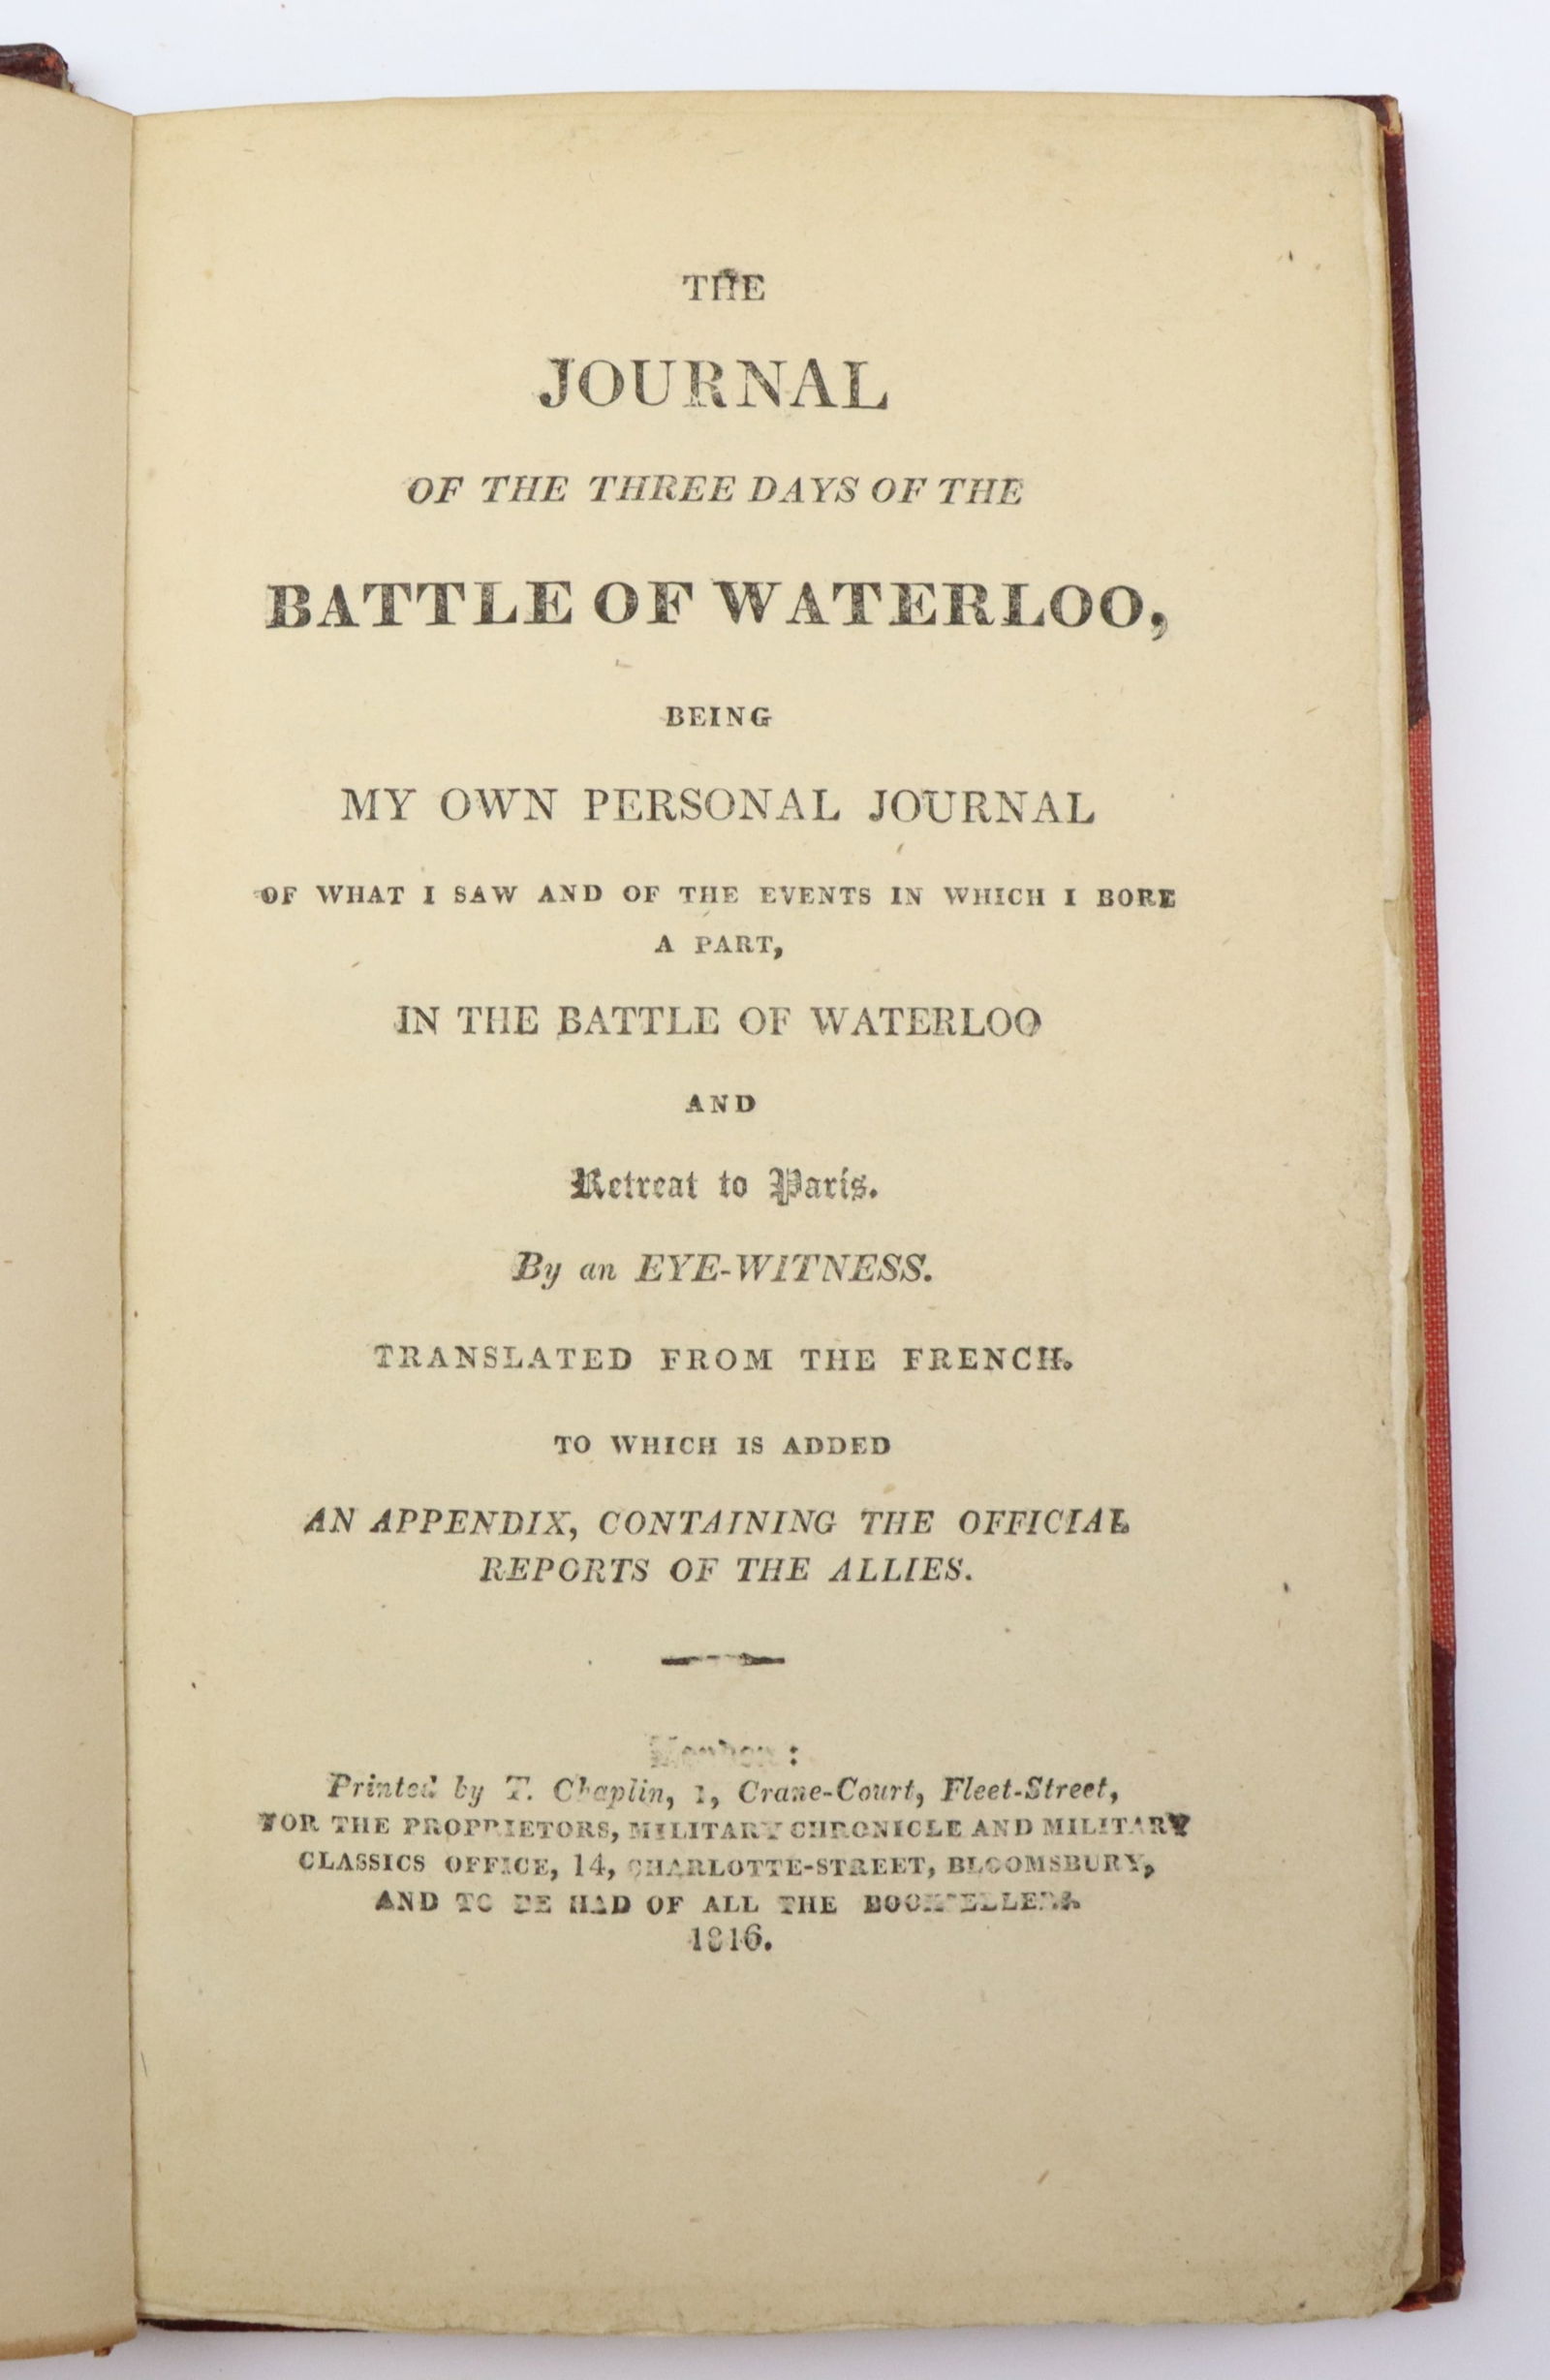 THE
JOURNAL
OF THE THREE DAYS OF THE
BATTLE OF WATERLOO,
BEING
MY OWN PERSONAL JOURNAL
OF WHAT I SAW AND OF THE EVENTS IN WHICH I BORE
A PART,
IN THE BATTLE OF WATERLOO
AND
Retreat to Paris.
By an EYE-WITNESS.
TRANSLATED FROM THE FRENCH.
TO WHICH IS ADDED
AN APPENDIX, CONTAINING THE OFFICIAL
REPORTS OF THE ALLIES.
London:
Printed by T. Chaplin, 1, Crane-Court, Fleet-Street,
FOR THE PROPRIETORS, MILITARY CHRONICLE AND MILITARY
CLASSICS OFFICE, 14, CHARLOTTE-STREET, BLOOMSBURY,
AND TO BE HAD OF ALL THE BOOKSELLERS.
1816.